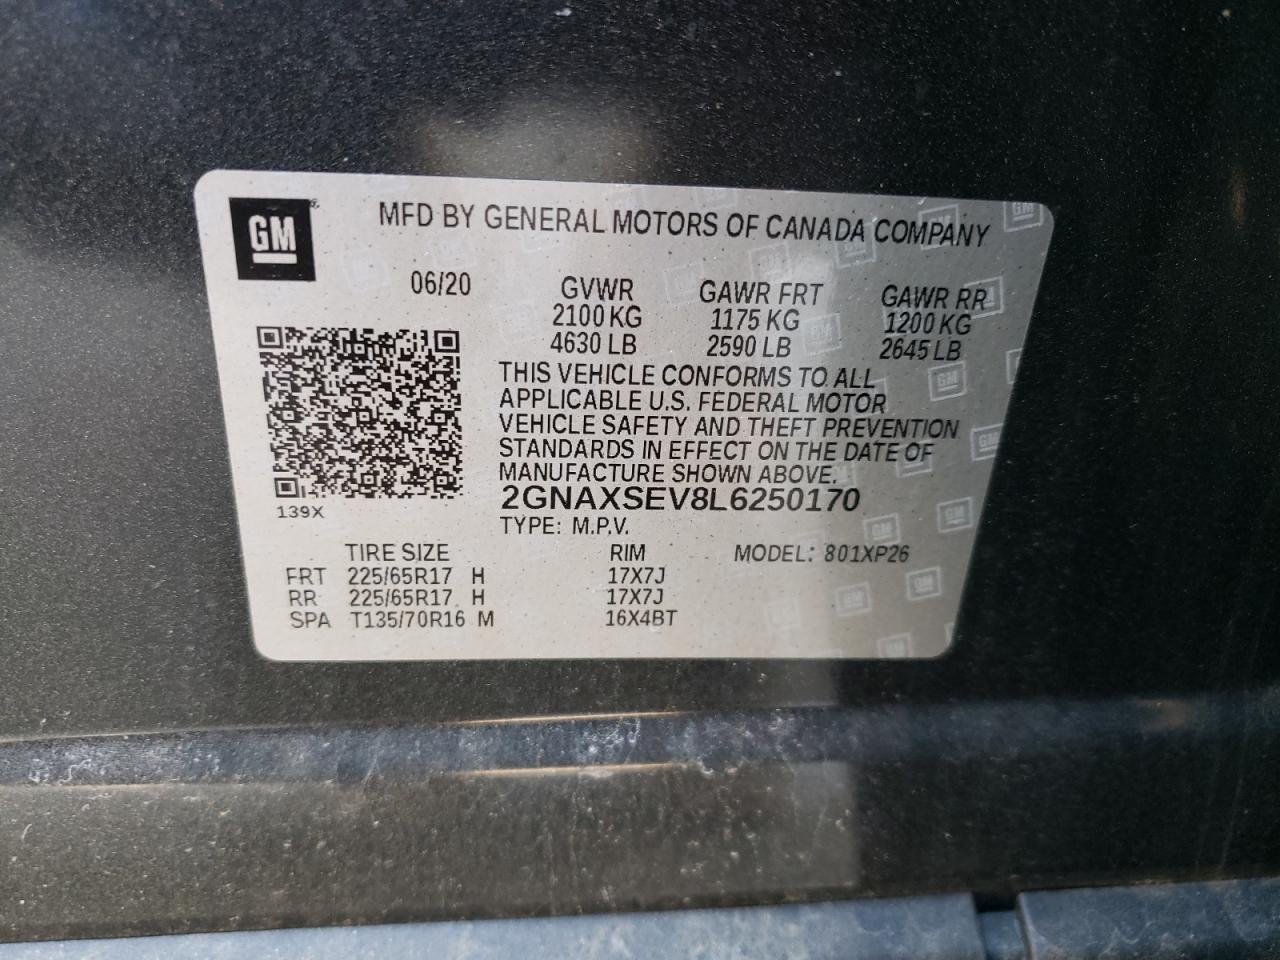 GM
MFD BY GENERAL MOTORS OF CANADA COMPANY
06/20
GVWR GAWR FRT GAWR RR
2100 KG 1175 KG 1200 KG
4630 LB 2590 LB 2645 LB
THIS VEHICLE CONFORMS TO ALL
APPLICABLE U.S. FEDERAL MOTOR
VEHICLE SAFETY AND THEFT PREVENTION
STANDARDS IN EFFECT ON THE DATE OF
MANUFACTURE SHOWN ABOVE.
2GNAXSEV8L6250170
139X
TYPE: M.P.V.
TIRE SIZE RIM MODEL: 801XP26
FRT 225/65R17 H 17X7J
RR 225/65R17 H 17X7J
SPA T135/70R16 M 16X4BT